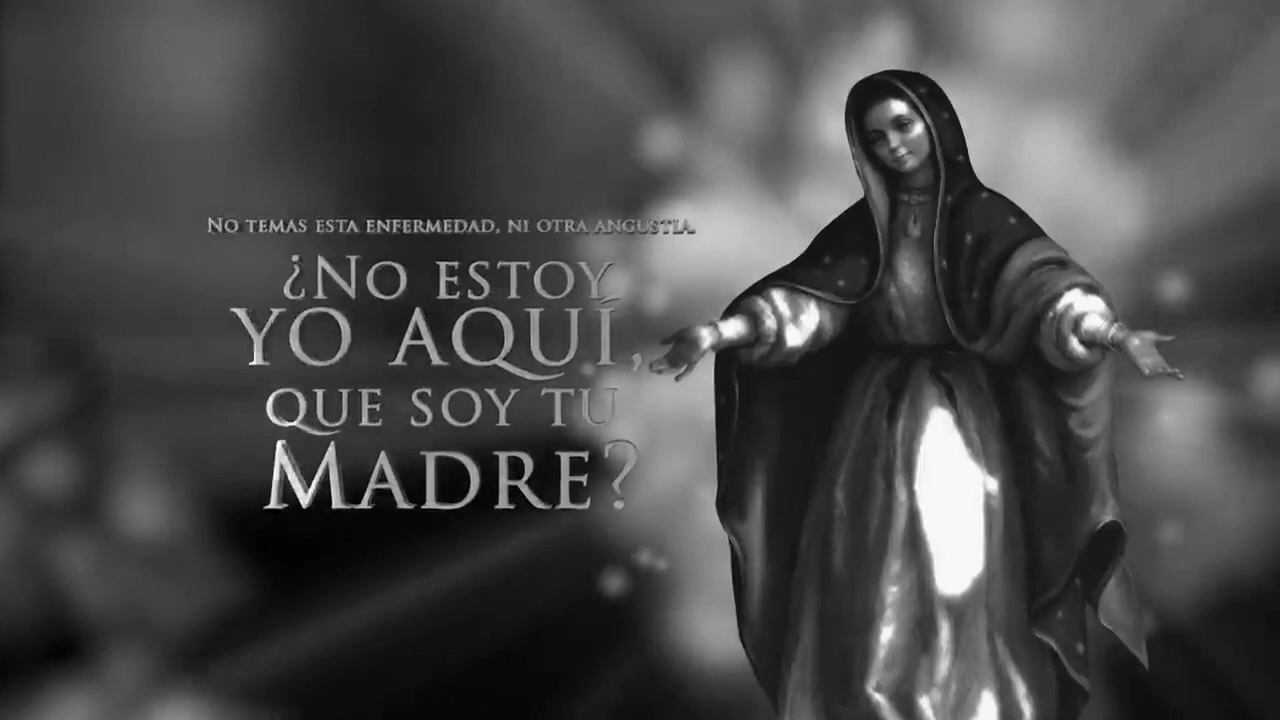 No temas esta enfermedad, ni otra angustia.
¿No estoy
yo aquí,
que soy tu
Madre?